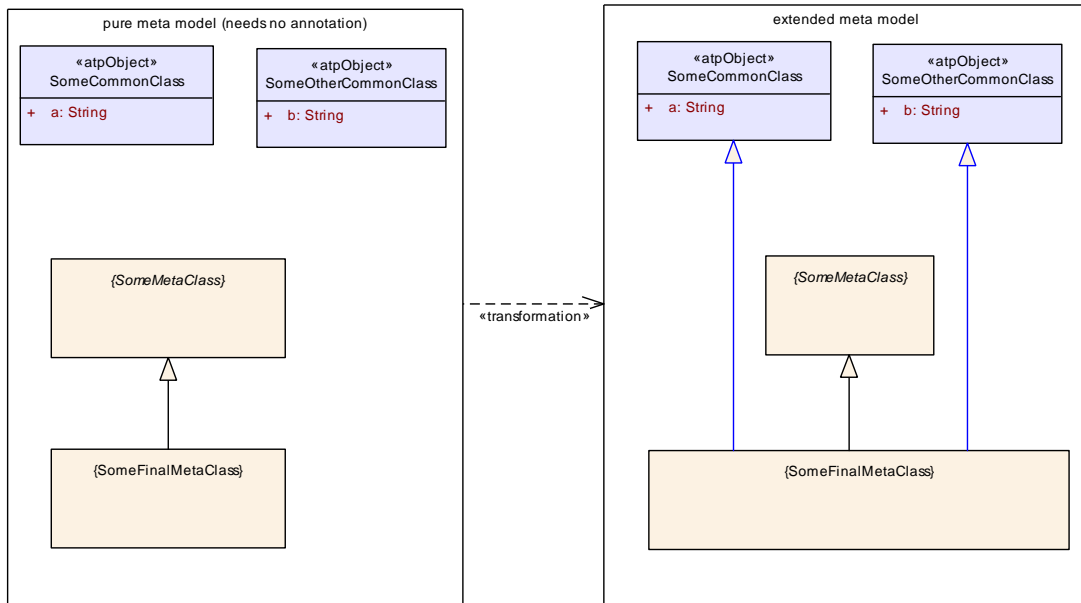 pure meta model (needs no annotation)
«atpObject»
SomeCommonClass
+ a: String
«atpObject»
SomeOtherCommonClass
+ b: String
{SomeMetaClass}
{SomeFinalMetaClass}
«transformation»
extended meta model
«atpObject»
SomeCommonClass
+ a: String
«atpObject»
SomeOtherCommonClass
+ b: String
{SomeMetaClass}
{SomeFinalMetaClass}